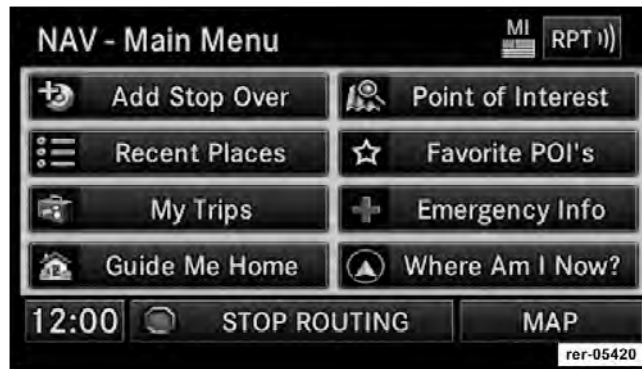 NAV - Main Menu
MI
RPT
Add Stop Over
Point of Interest
Recent Places
Favorite POI's
My Trips
Emergency Info
Guide Me Home
Where Am I Now?
12:00
STOP ROUTING
MAP
rer-05420